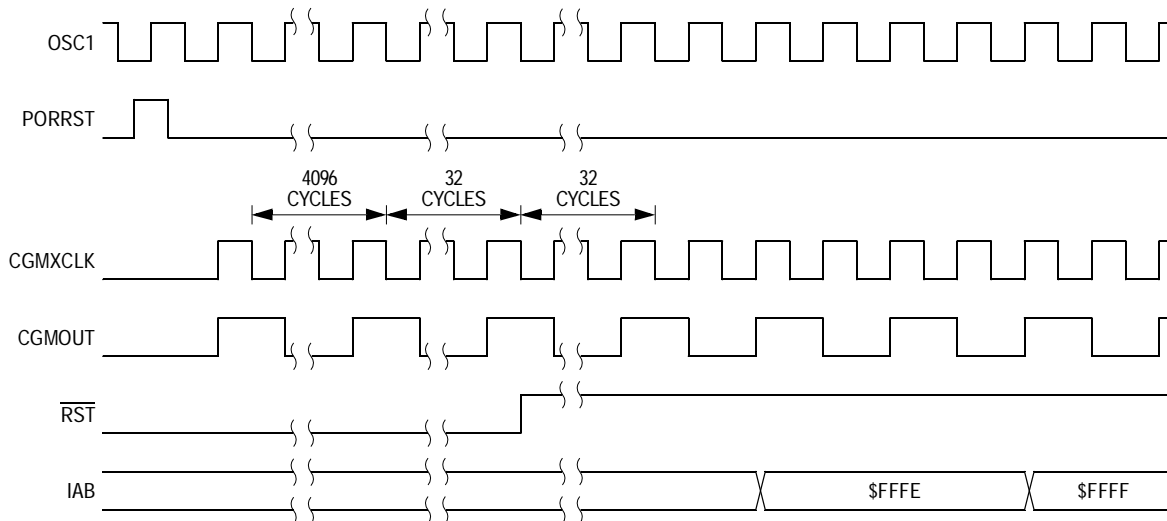 OSC1
PORRST
4096
CYCLES
32
CYCLES
32
CYCLES
CGMXCLK
CGMOUT
RST
IAB
$FFFE
$FFFF